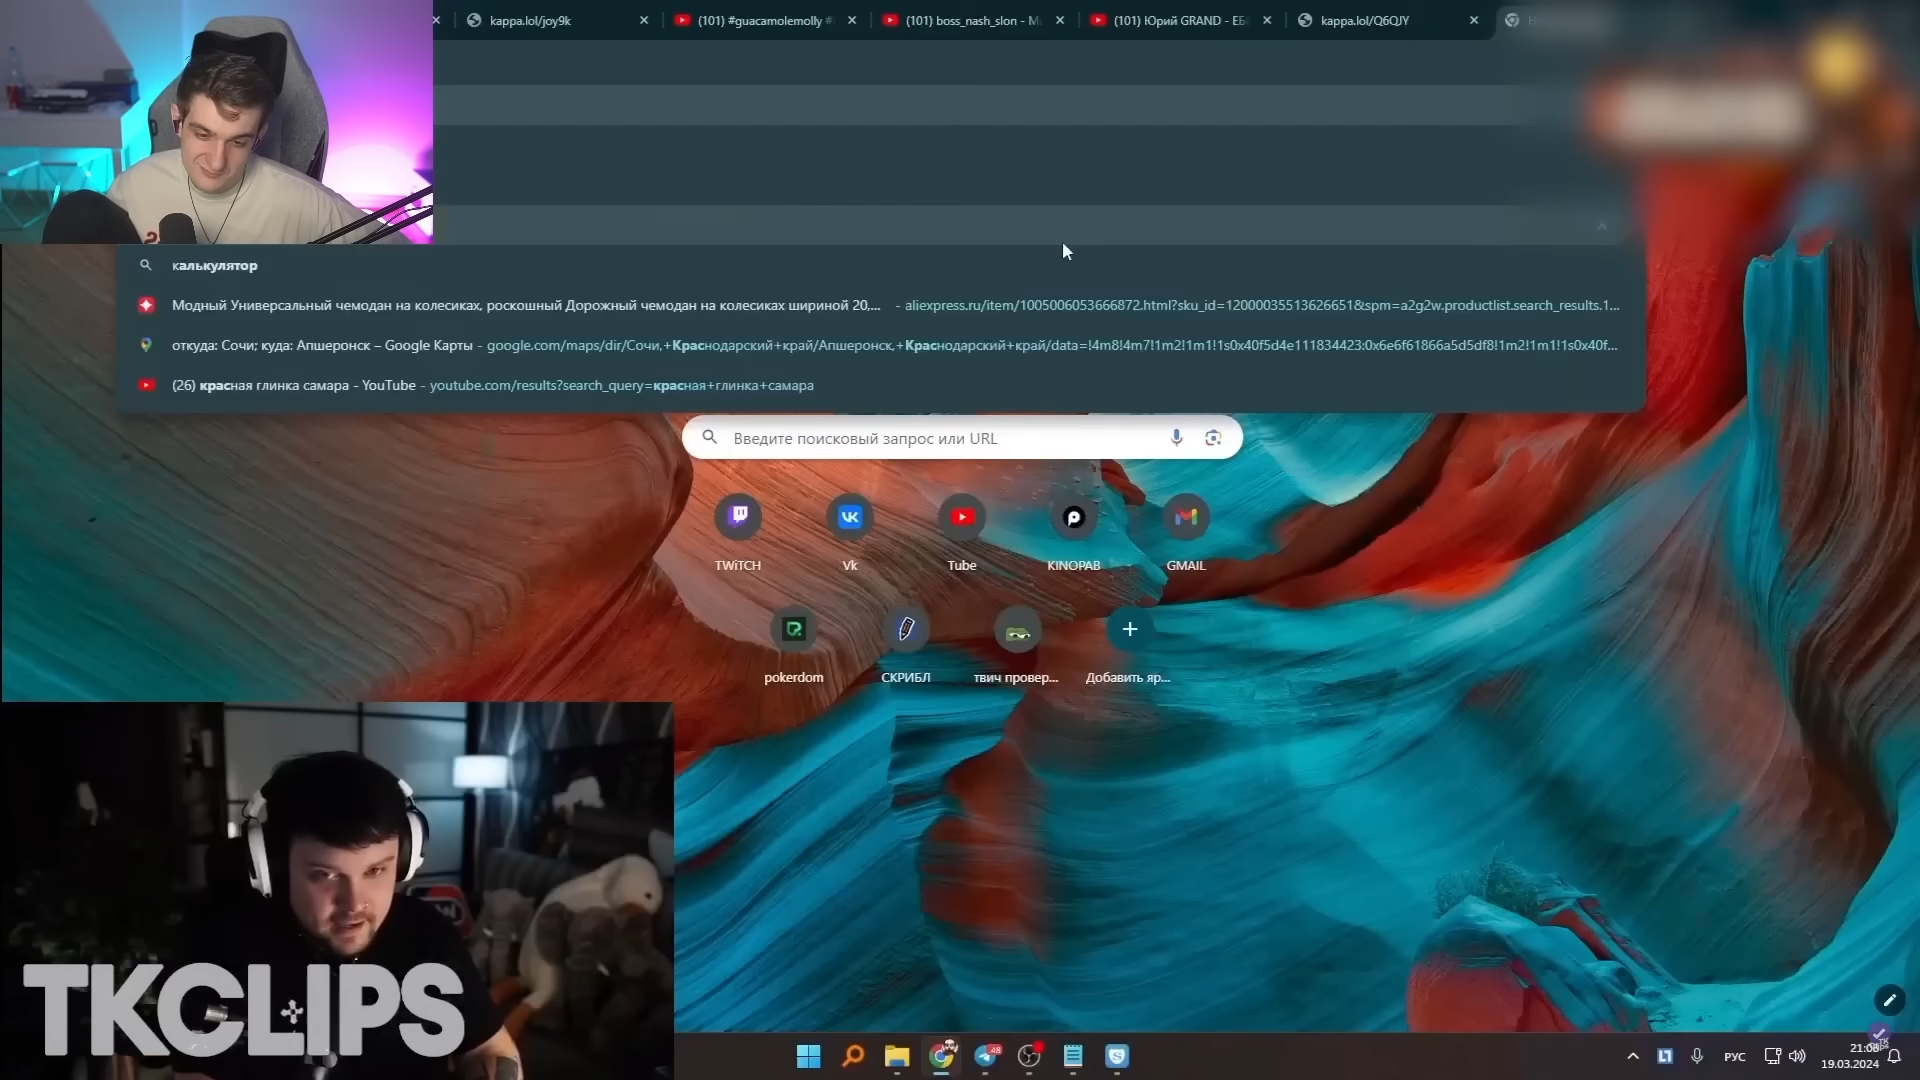 kappa.lol/joy9k
(101) #guacamolemolly #
(101) boss_nash_slon - M
(101) Юрий GRAND - ЕБ
kappa.lol/Q6QJY
калькулятор
Модный Универсальный чемодан на колесиках, роскошный Дорожный чемодан на колесиках шириной 20,... - aliexpress.ru/item/1005006053666872.html?sku_id=12000035513626651&spm=a2g2w.productlist.search_results.1...
откуда: Сочи; куда: Апшеронск – Google Карты - google.com/maps/dir/Сочи,+Краснодарский+край/Апшеронск,+Краснодарский+край/data=!4m8!4m7!1m2!1m1!1s0x40f5d4e111834423:0x6e6f61866a5d5df8!1m2!1m1!1s0x40f...
(26) красная глинка самара - YouTube - youtube.com/results?search_query=красная+глинка+самара
Введите поисковый запрос или URL
TWiTCH
Vk
Tube
KINOPAB
GMAIL
pokerdom
СКРИБЛ
твич провер...
Добавить яр...
TKCLIPS
РУС
19.03.2024